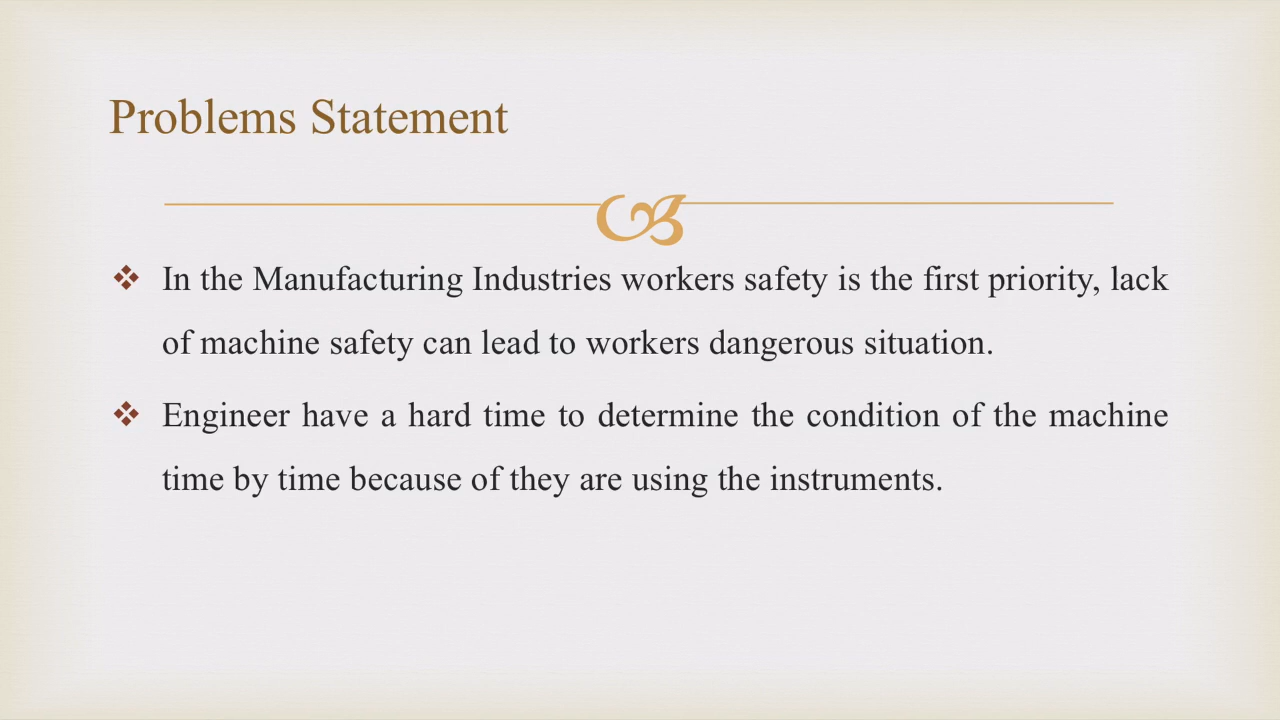 Problems Statement
In the Manufacturing Industries workers safety is the first priority, lack
of machine safety can lead to workers dangerous situation.
Engineer have a hard time to determine the condition of the machine
time by time because of they are using the instruments.